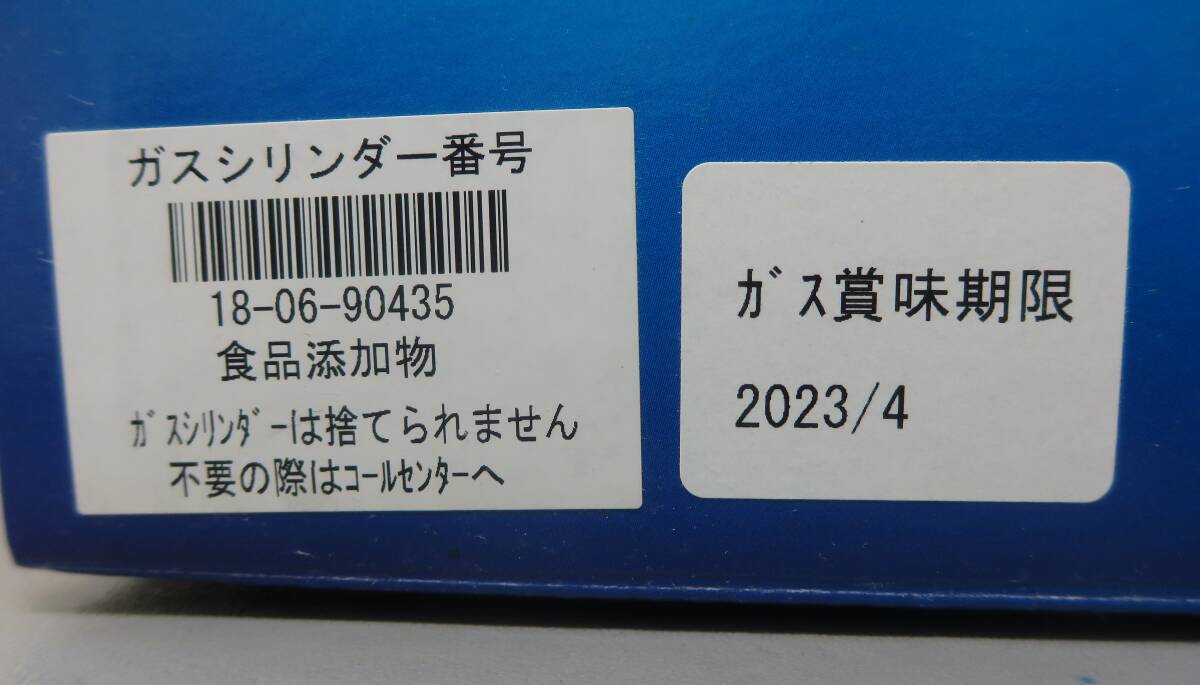 ガスシリンダー番号
18-06-90435
食品添加物
ｶﾞｽｼﾘﾝﾀﾞｰは捨てられません
不要の際はｺｰﾙｾﾝﾀｰへ
ｶﾞｽ賞味期限
2023/4